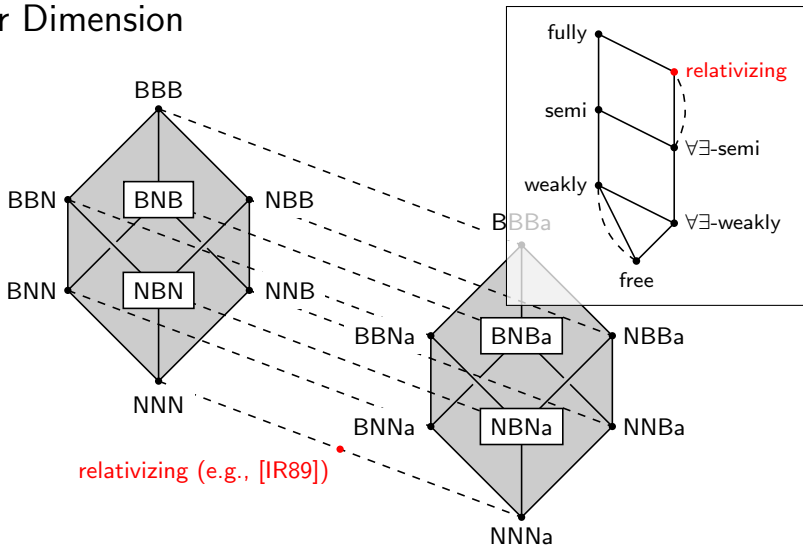 r Dimension
fully
relativizing
semi
∀∃-semi
weakly
∀∃-weakly
free
BBB
BBN
BNB
NBB
BNN
NBN
NNB
NNN
BBBa
BBNa
BNBa
NBBa
BNNa
NBNa
NNBa
NNNa
relativizing (e.g., [IR89])